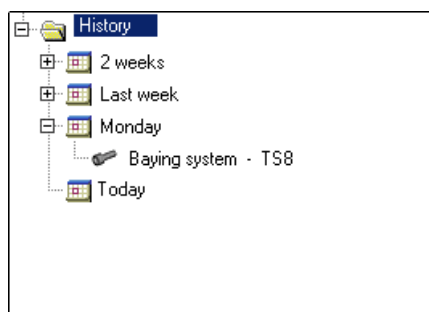 History
2 weeks
Last week
Monday
Baying system - TS8
Today